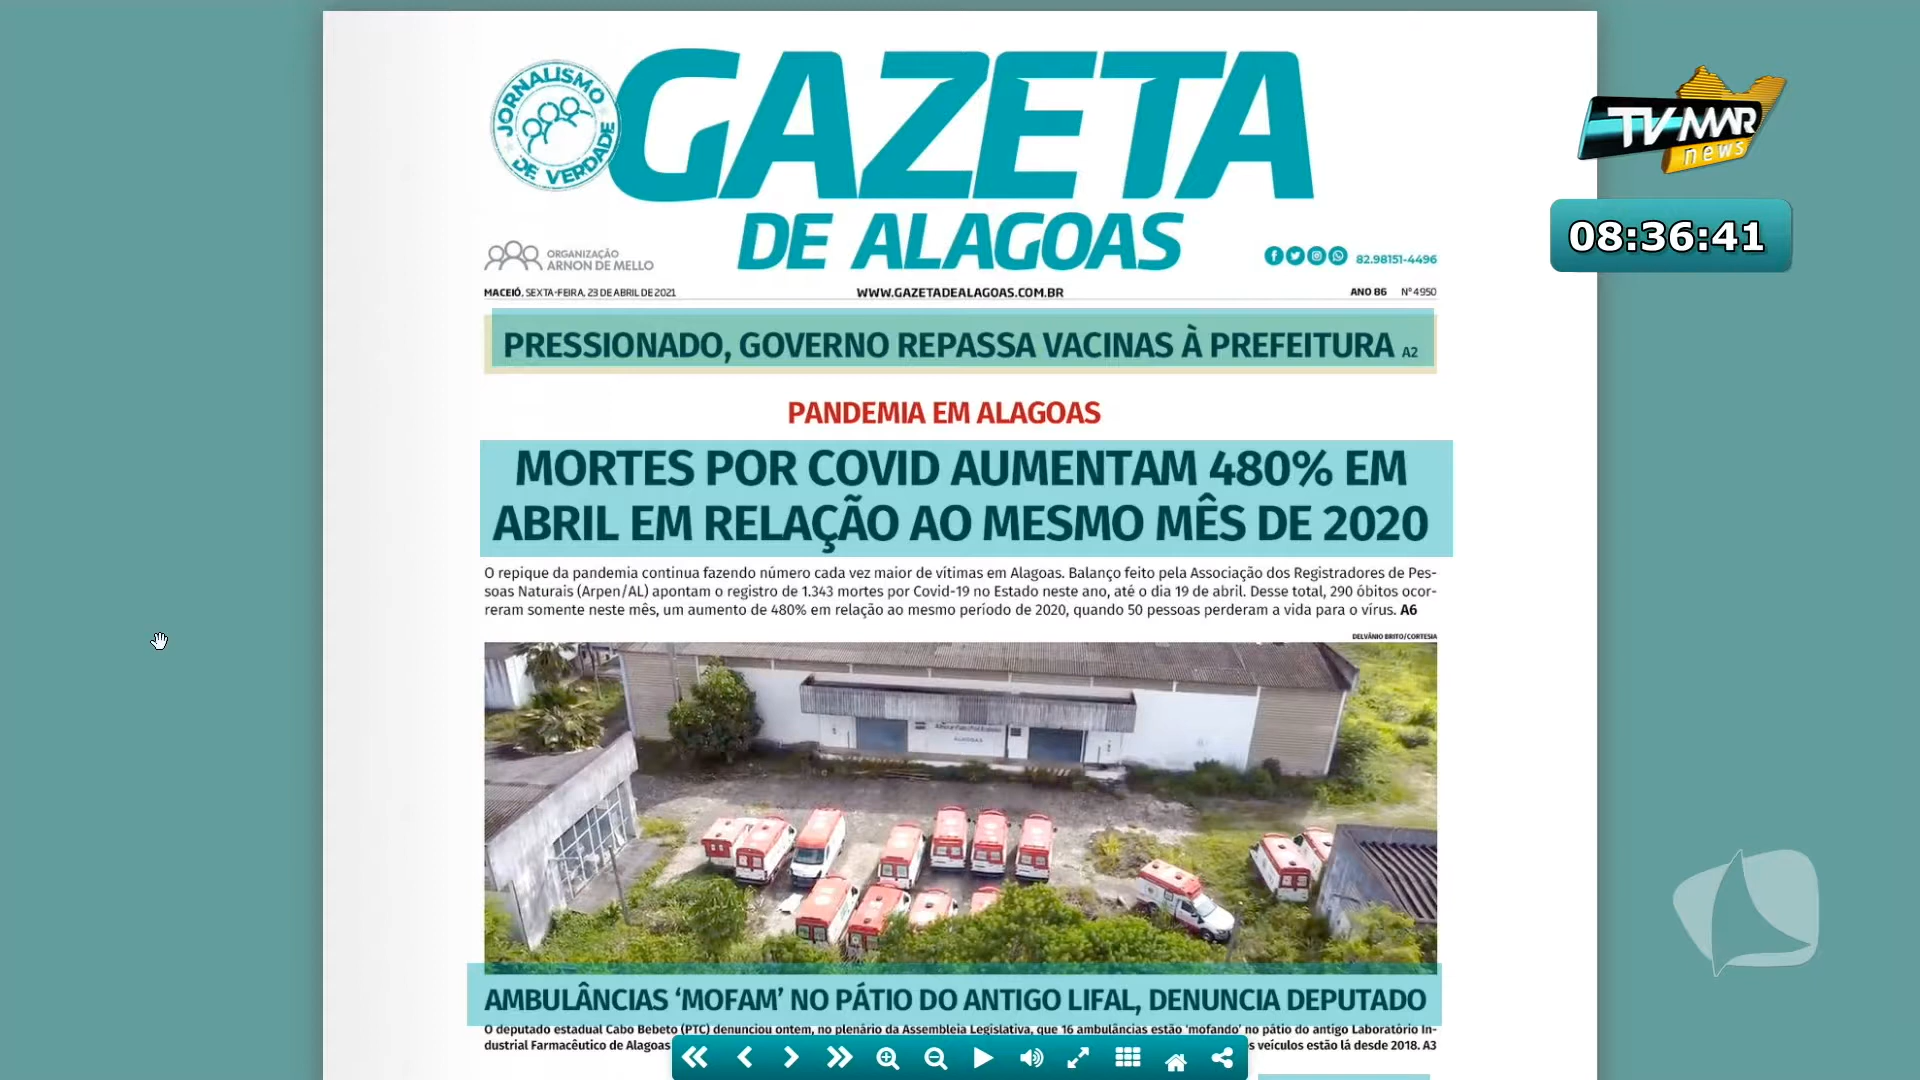 JORNALISMO DE VERDADE
GAZETA
DE ALAGOAS
TV MAR
news
08:36:41
ORGANIZAÇÃO
ARNON DE MELLO
82.98151-4496
MACEIÓ, SEXTA-FEIRA, 23 DE ABRIL DE 2021
WWW.GAZETADEALAGOAS.COM.BR
ANO 86 Nº 4950
PRESSIONADO, GOVERNO REPASSA VACINAS À PREFEITURA A2
PANDEMIA EM ALAGOAS
MORTES POR COVID AUMENTAM 480% EM
ABRIL EM RELAÇÃO AO MESMO MÊS DE 2020
O repique da pandemia continua fazendo número cada vez maior de vítimas em Alagoas. Balanço feito pela Associação dos Registradores de Pes-
soas Naturais (Arpen/AL) apontam o registro de 1.343 mortes por Covid-19 no Estado neste ano, até o dia 19 de abril. Desse total, 290 óbitos ocor-
reram somente neste mês, um aumento de 480% em relação ao mesmo período de 2020, quando 50 pessoas perderam a vida para o vírus. A6
DELVÂNIO BRITO/CORTESIA
ALAGOAS
AMBULÂNCIAS ‘MOFAM’ NO PÁTIO DO ANTIGO LIFAL, DENUNCIA DEPUTADO
O deputado estadual Cabo Bebeto (PTC) denunciou ontem, no plenário da Assembleia Legislativa, que 16 ambulâncias estão ‘mofando’ no pátio do antigo Laboratório In-
dustrial Farmacêutico de Alagoas
s veículos estão lá desde 2018. A3